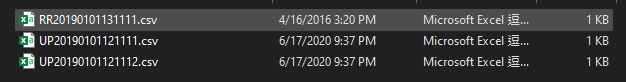 RR20190101131111.csv 4/16/2016 3:20 PM Microsoft Excel 逗... 1 KB
UP20190101121111.csv 6/17/2020 9:37 PM Microsoft Excel 逗... 1 KB
UP20190101121112.csv 6/17/2020 9:37 PM Microsoft Excel 逗... 1 KB